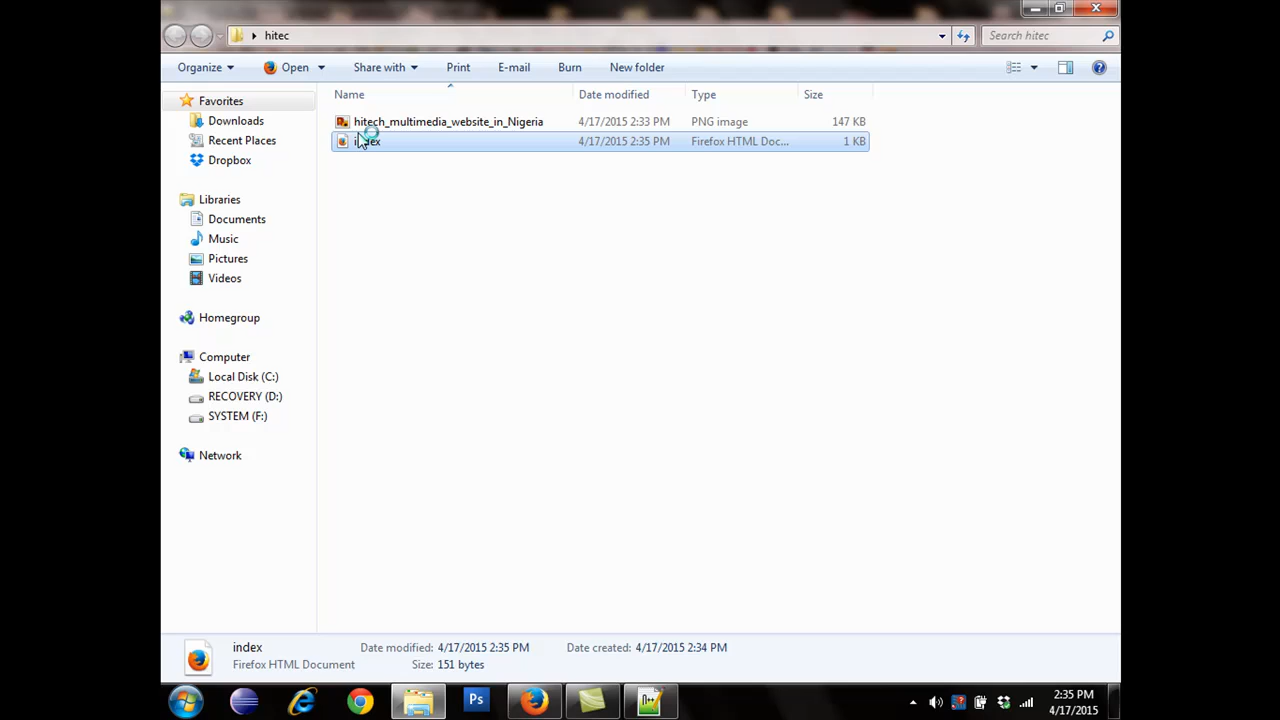 hitec
Search hitec
Organize Open Share with Print E-mail Burn New folder
Name Date modified Type Size
Favorites
Downloads
Recent Places
Dropbox
Libraries
Documents
Music
Pictures
Videos
Homegroup
Computer
Local Disk (C:)
RECOVERY (D:)
SYSTEM (F:)
Network
hitech_multimedia_website_in_Nigeria 4/17/2015 2:33 PM PNG image 147 KB
index 4/17/2015 2:35 PM Firefox HTML Doc... 1 KB
index Date modified: 4/17/2015 2:35 PM Date created: 4/17/2015 2:34 PM
Firefox HTML Document Size: 151 bytes
Ps
2:35 PM
4/17/2015